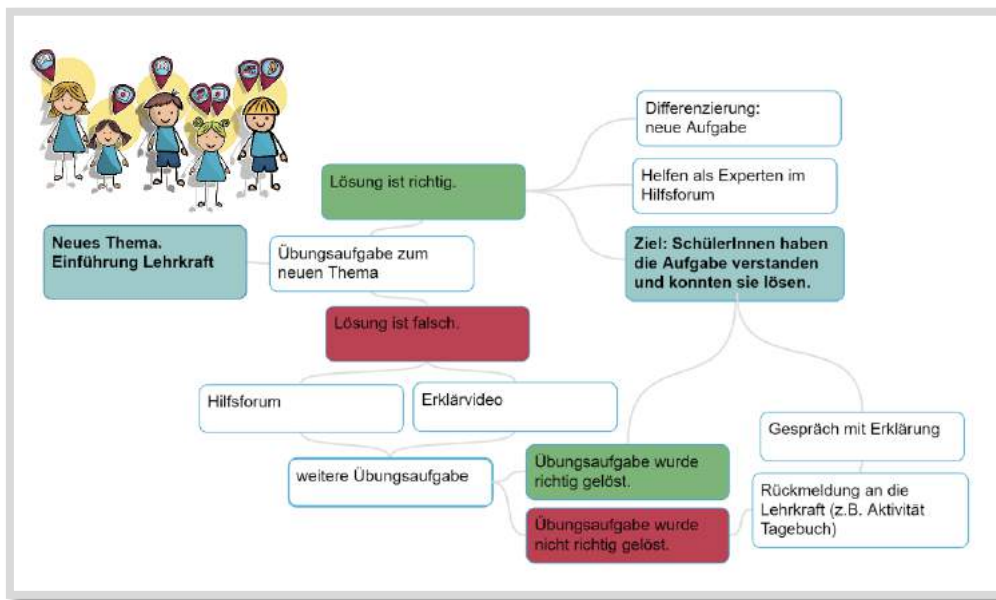 Differenzierung:
neue Aufgabe
Lösung ist richtig.
Helfen als Experten im
Hilfsforum
Neues Thema.
Einführung Lehrkraft
Übungsaufgabe zum
neuen Thema
Ziel: SchülerInnen haben
die Aufgabe verstanden
und konnten sie lösen.
Lösung ist falsch.
Hilfsforum
Erklärvideo
Gespräch mit Erklärung
weitere Übungsaufgabe
Übungsaufgabe wurde
richtig gelöst.
Übungsaufgabe wurde
nicht richtig gelöst.
Rückmeldung an die
Lehrkraft (z.B. Aktivität
Tagebuch)